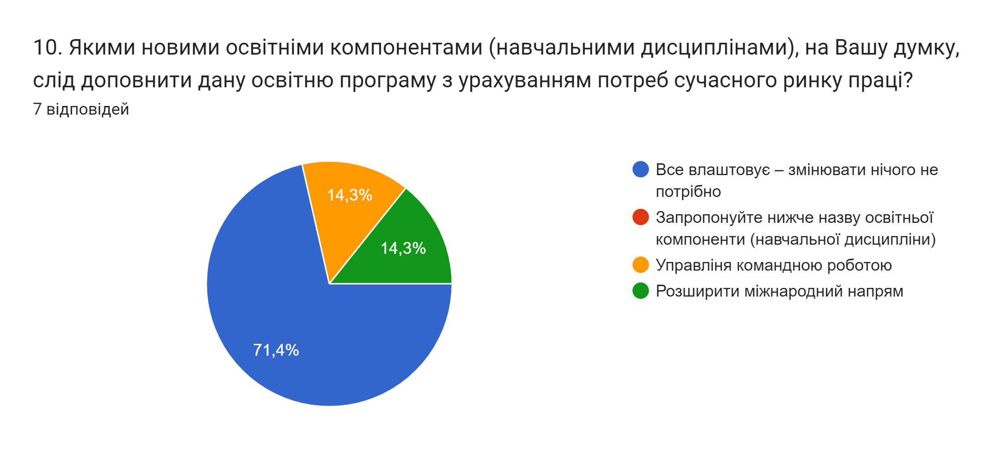 10. Якими новими освітніми компонентами (навчальними дисциплінами), на Вашу думку,
слід доповнити дану освітню програму з урахуванням потреб сучасного ринку праці?
7 відповідей
14,3%
14,3%
71,4%
Все влаштовує – змінювати нічого не
потрібно
Запропонуйте нижче назву освітньої
компоненти (навчальної дисципліни)
Управліня командною роботою
Розширити міжнародний напрям